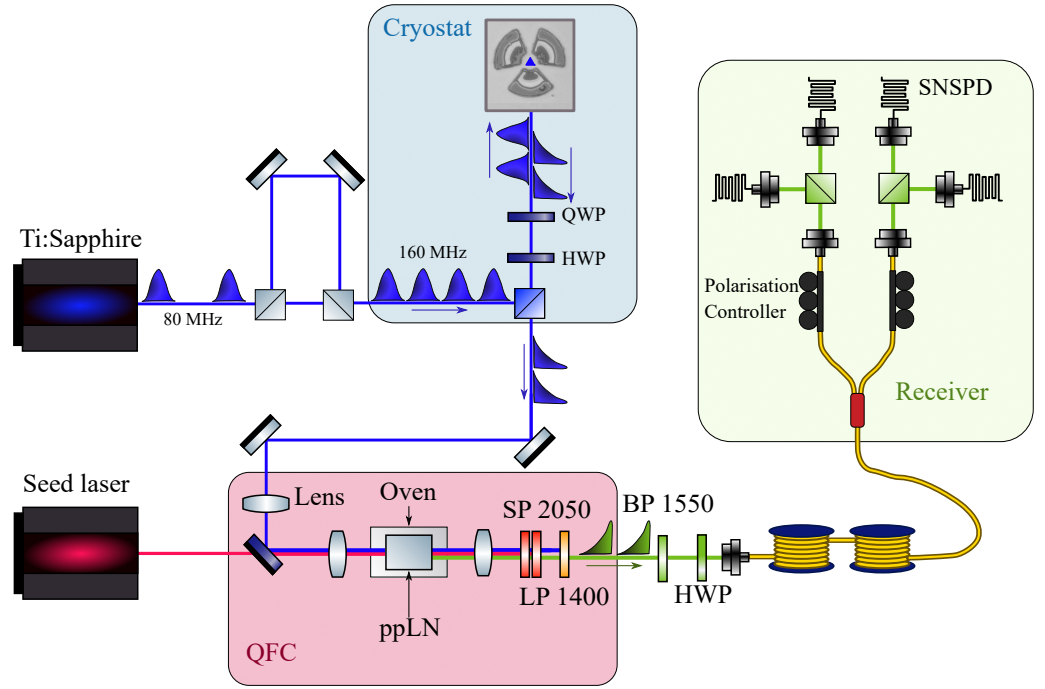 Cryostat
SNSPD
QWP
Ti:Sapphire
160 MHz
HWP
80 MHz
Polarisation
Controller
Receiver
Seed laser
Lens
Oven
SP 2050
BP 1550
LP 1400
HWP
ppLN
QFC